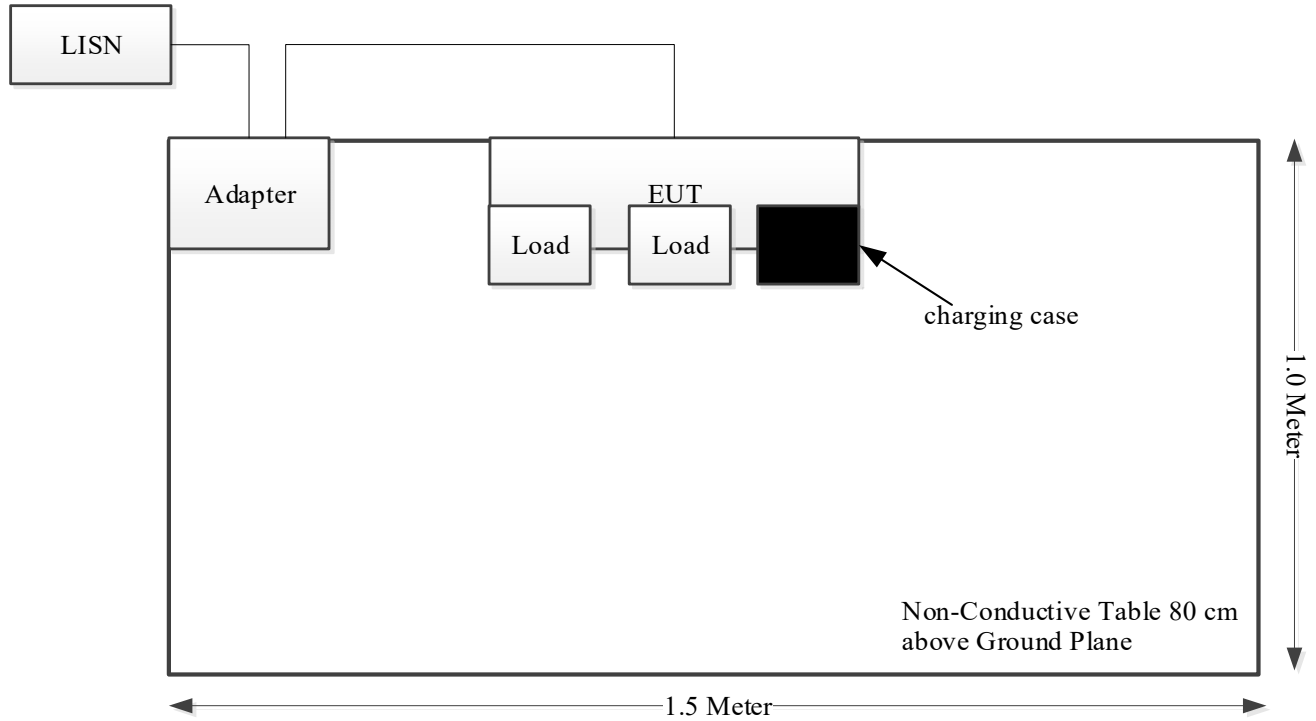 LISN
Adapter
EUT
Load
Load
charging case
1.0 Meter
Non-Conductive Table 80 cm
above Ground Plane
1.5 Meter